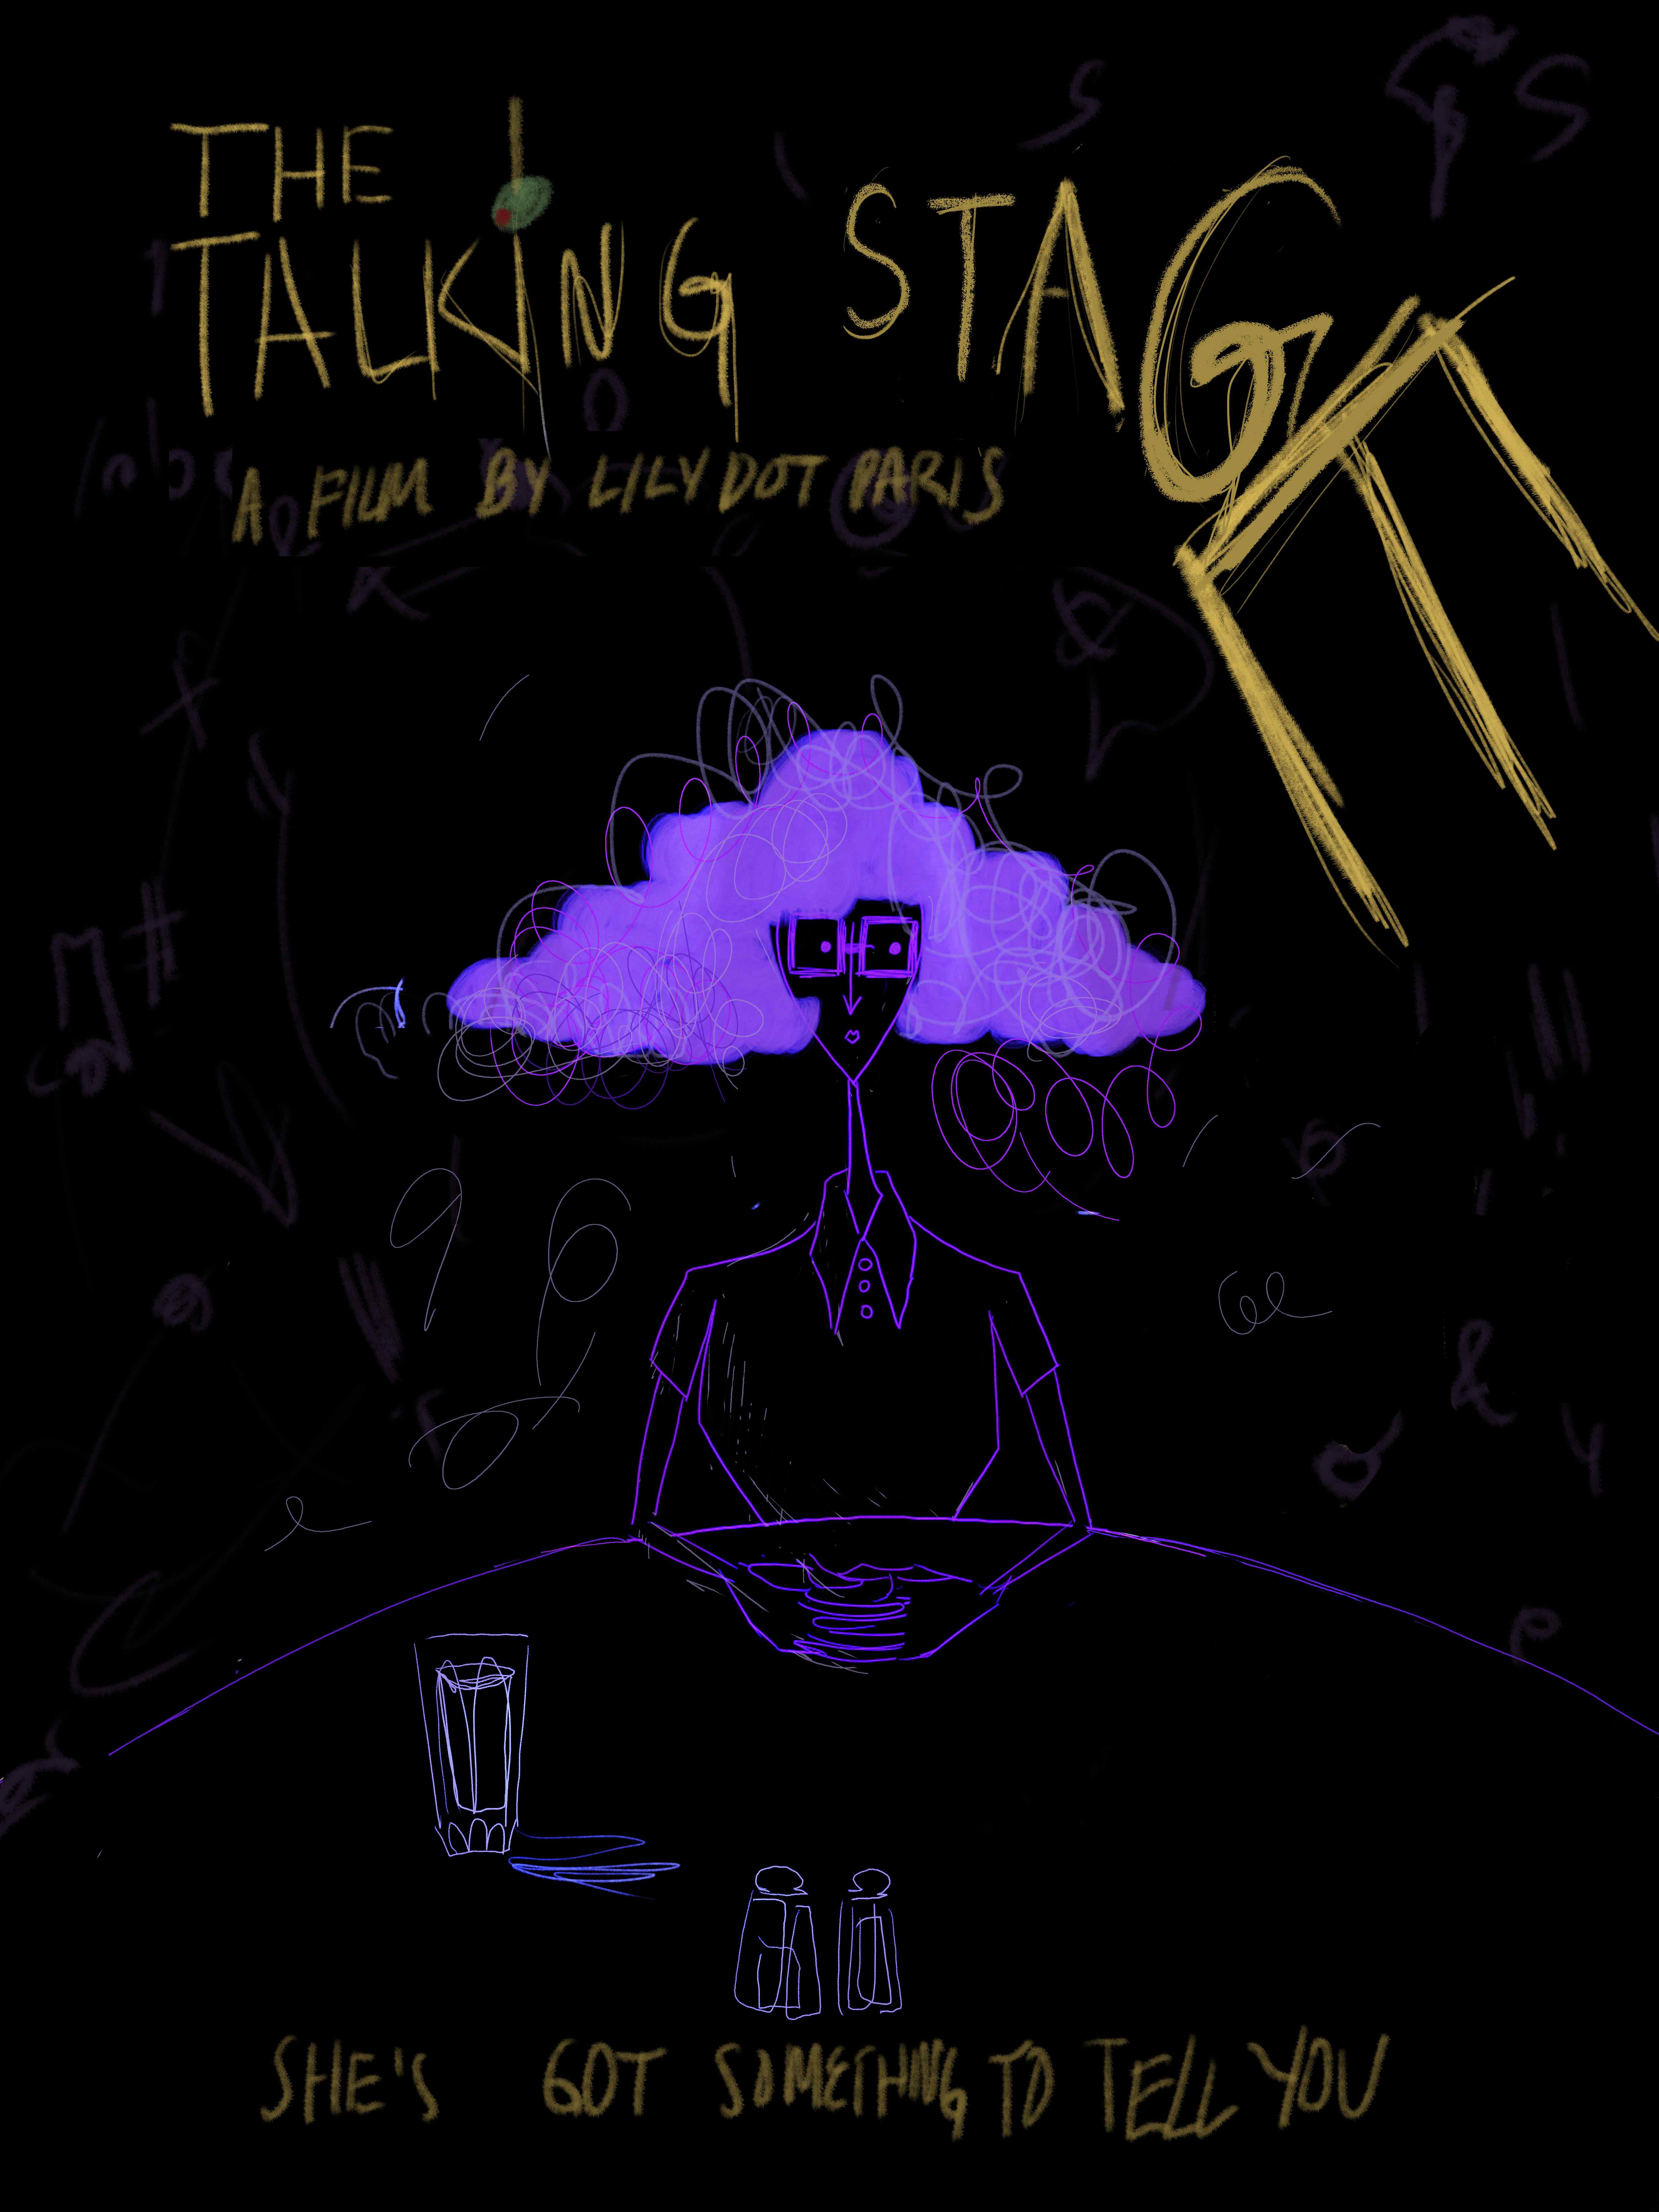 THE
TALKING STAGE
A FILM BY LILY DOT PARIS
SHE'S GOT SOMETHING TO TELL YOU